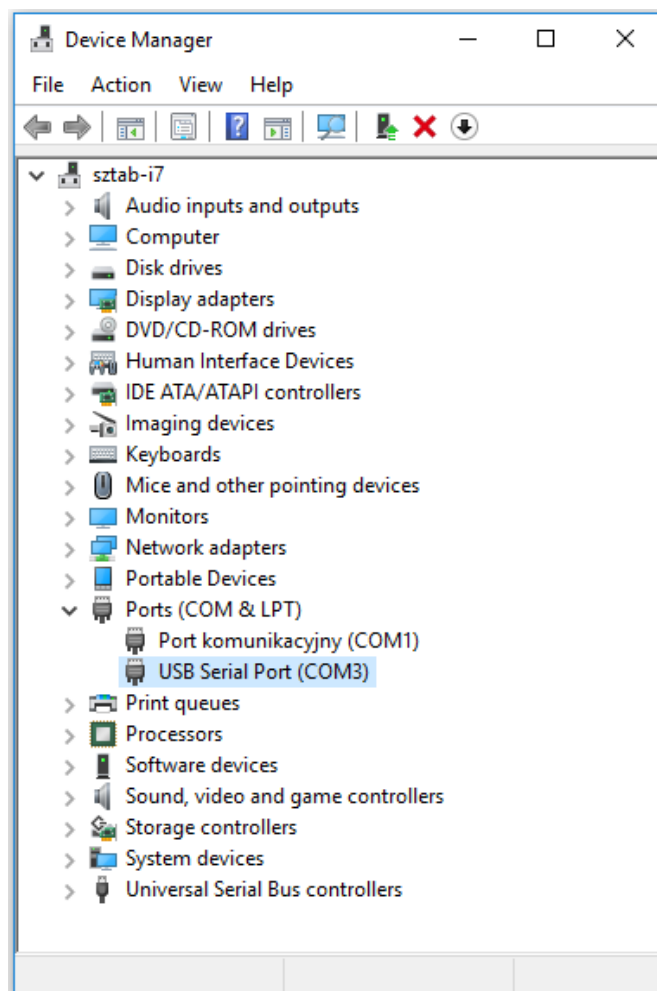 Device Manager
File Action View Help
sztab-i7
Audio inputs and outputs
Computer
Disk drives
Display adapters
DVD/CD-ROM drives
Human Interface Devices
IDE ATA/ATAPI controllers
Imaging devices
Keyboards
Mice and other pointing devices
Monitors
Network adapters
Portable Devices
Ports (COM & LPT)
Port komunikacyjny (COM1)
USB Serial Port (COM3)
Print queues
Processors
Software devices
Sound, video and game controllers
Storage controllers
System devices
Universal Serial Bus controllers